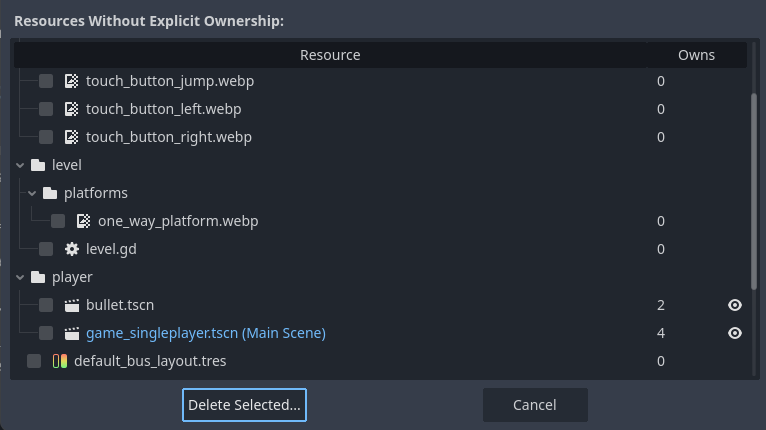 Resources Without Explicit Ownership:
Resource Owns
touch_button_jump.webp 0
touch_button_left.webp 0
touch_button_right.webp 0
level
platforms
one_way_platform.webp 0
level.gd 0
player
bullet.tscn 2
game_singleplayer.tscn (Main Scene) 4
default_bus_layout.tres 0
Delete Selected... Cancel